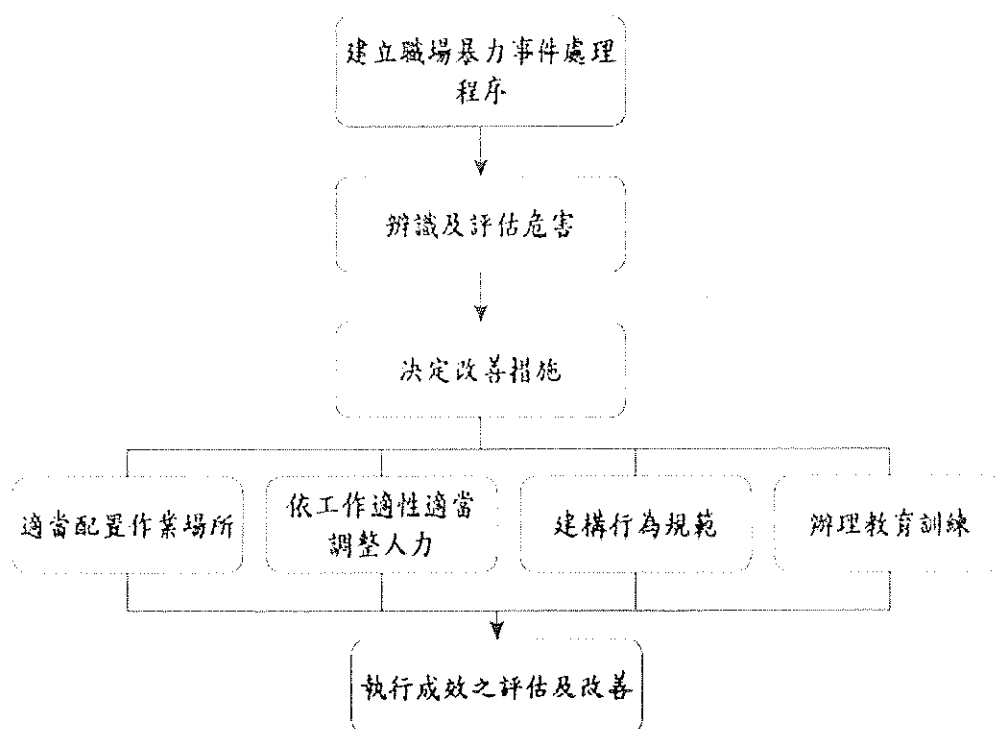 建立職場暴力事件處理
程序
辨識及評估危害
決定改善措施
適當配置作業場所
依工作適性適當
調整人力
建構行為規範
辦理教育訓練
執行成效之評估及改善